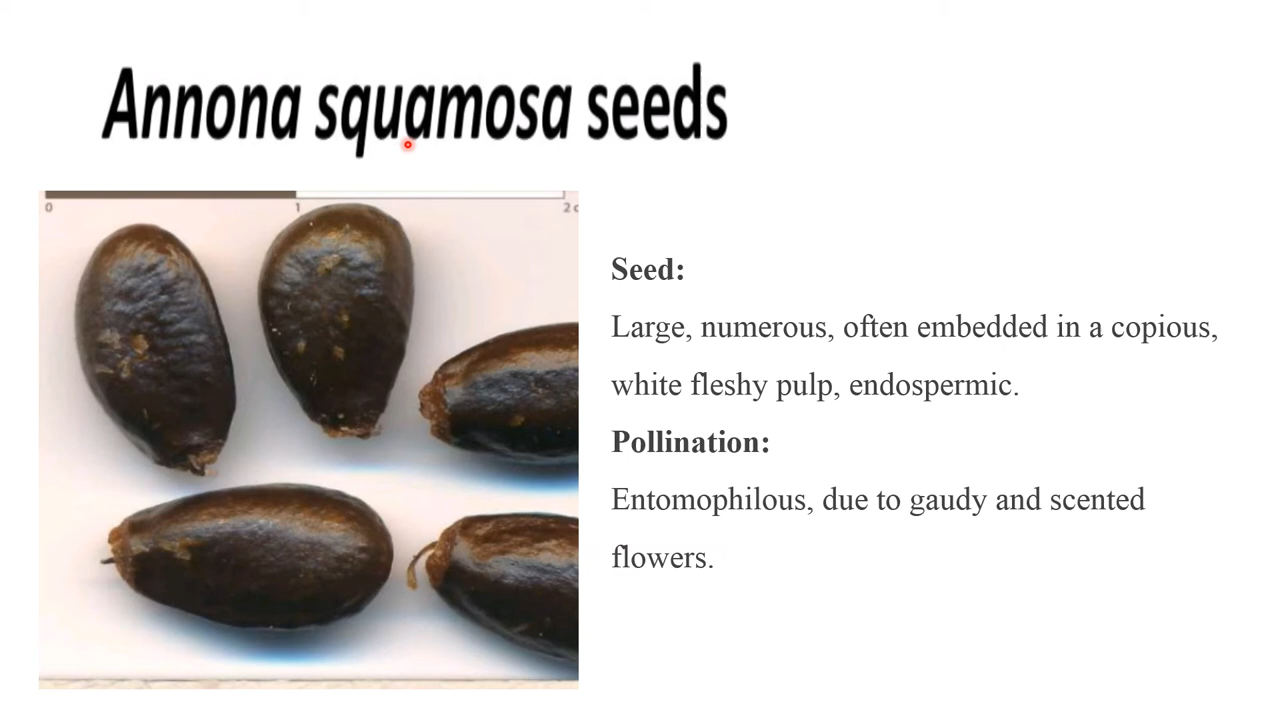 Annona squamosa seeds
0 1 2 c
Seed:
Large, numerous, often embedded in a copious,
white fleshy pulp, endospermic.
Pollination:
Entomophilous, due to gaudy and scented
flowers.